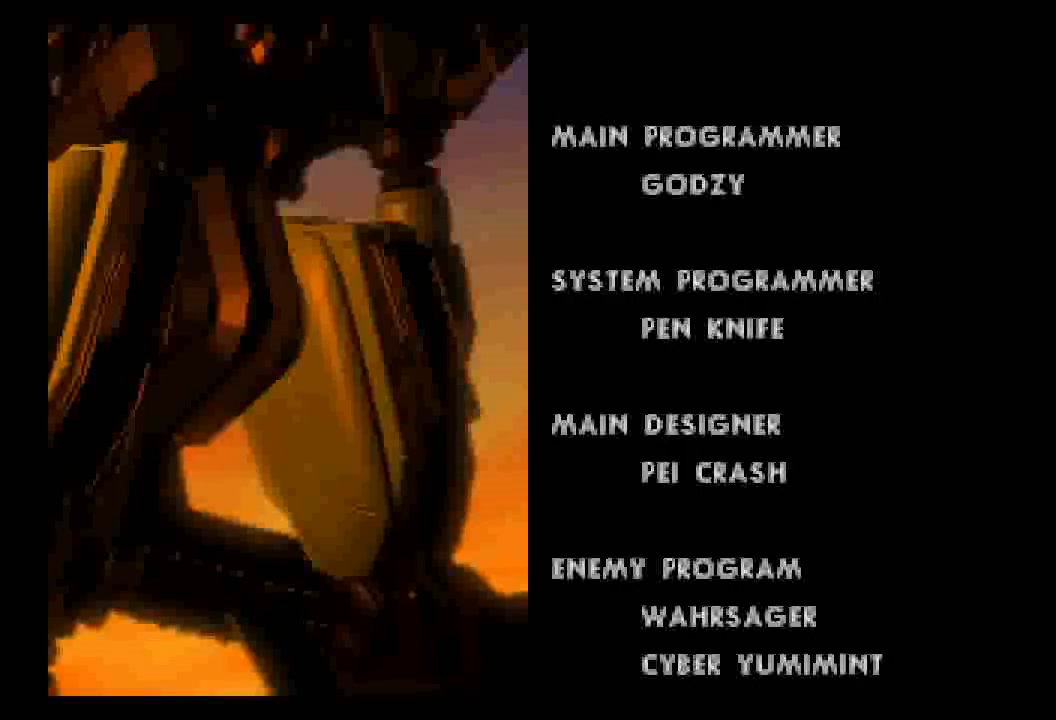 MAIN PROGRAMMER
GODZY
SYSTEM PROGRAMMER
PEN KNIFE
MAIN DESIGNER
PEI CRASH
ENEMY PROGRAM
WAHRSAGER
CYBER YUMIMINT